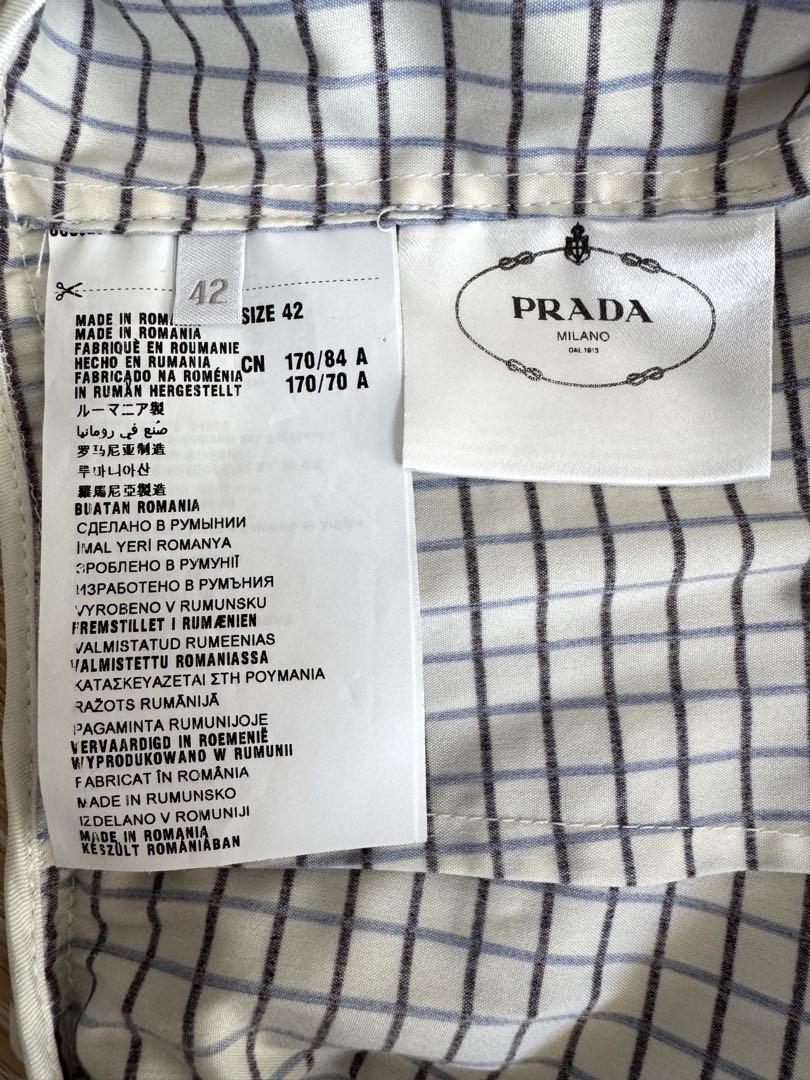 42
MADE IN
SIZE 42
MADE IN ROMANIA
FABRIQUÈ EN ROUMANIE
HECHO EN RUMANIA
CN 170/84 A
FABRICADO NA ROMÉNIA
170/70 A
IN RUMÄN HERGESTELLT
ルーマニア製
صُنع في رومانيا
罗马尼亚制造
루마니아산
羅馬尼亞製造
BUATAN ROMANIA
СДЕЛАНО В РУМЫНИИ
İMAL YERİ ROMANYA
ЗРОБЛЕНО В РУМУНІЇ
ИЗРАБОТЕНО В РУМЪНИЯ
VYROBENO V RUMUNSKU
FREMSTILLET I RUMÆNIEN
VALMISTATUD RUMEENIAS
VALMISTETTU ROMANIASSA
ΚΑΤΑΣΚΕΥΑΖΕΤΑΙ ΣΤΗ ΡΟΥΜΑΝΙΑ
RAŽOTS RUMĀNIJĀ
PAGAMINTA RUMUNIJOJE
VERVAARDIGD IN ROEMENIË
WYPRODUKOWANO W RUMUNII
FABRICAT ÎN ROMÂNIA
MADE IN RUMUNSKO
IZDELANO V ROMUNIJI
MADE IN ROMANIA
KÉSZÜLT ROMÁNIÁBAN
PRADA
MILANO
DAL 1913